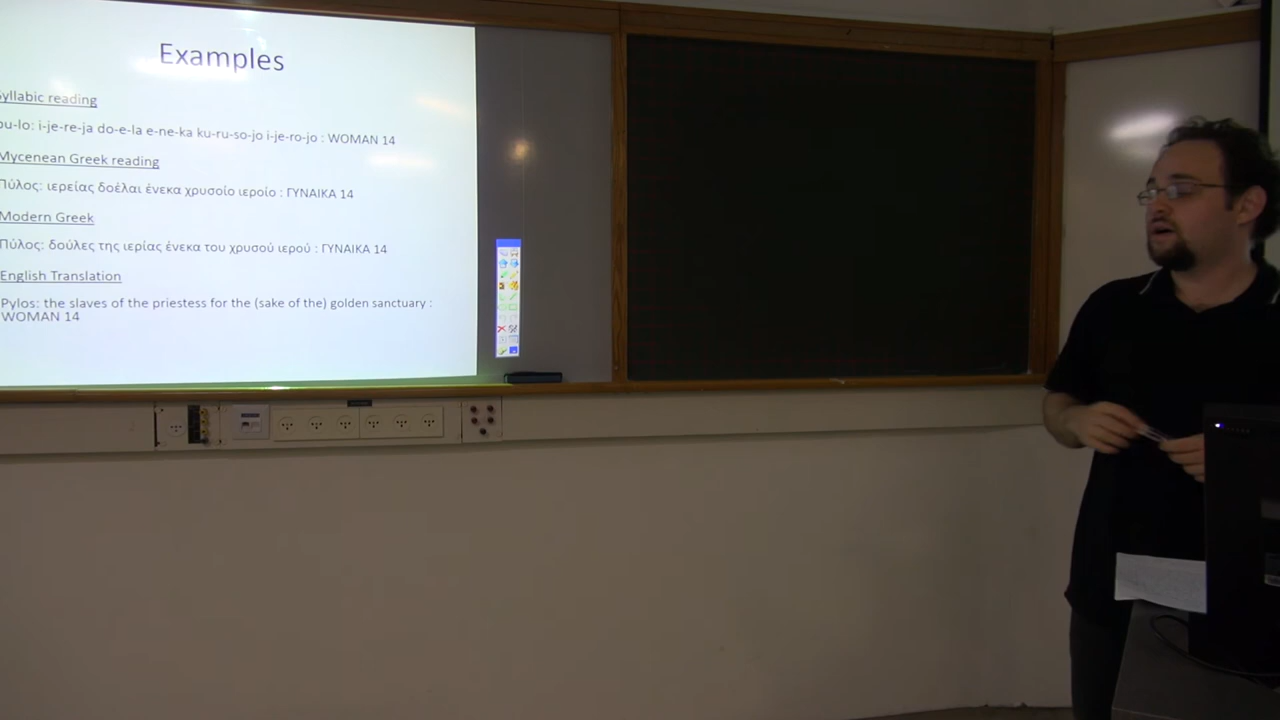 Examples
Syllabic reading
pu-lo: i-je-re-ja do-e-la e-ne-ka ku-ru-so-jo i-je-ro-jo : WOMAN 14
Mycenean Greek reading
Πύλος: ιερείας δοέλαι ένεκα χρυσοίο ιεροίο : ΓΥΝΑΙΚΑ 14
Modern Greek
Πύλος: δούλες της ιερίας ένεκα του χρυσού ιερού : ΓΥΝΑΙΚΑ 14
English Translation
Pylos: the slaves of the priestess for the (sake of the) golden sanctuary :
WOMAN 14